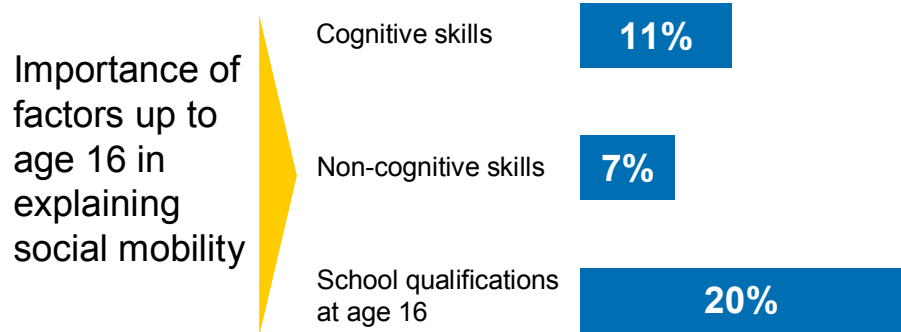 Importance of
factors up to
age 16 in
explaining
social mobility
Cognitive skills
11%
Non-cognitive skills
7%
School qualifications
at age 16
20%